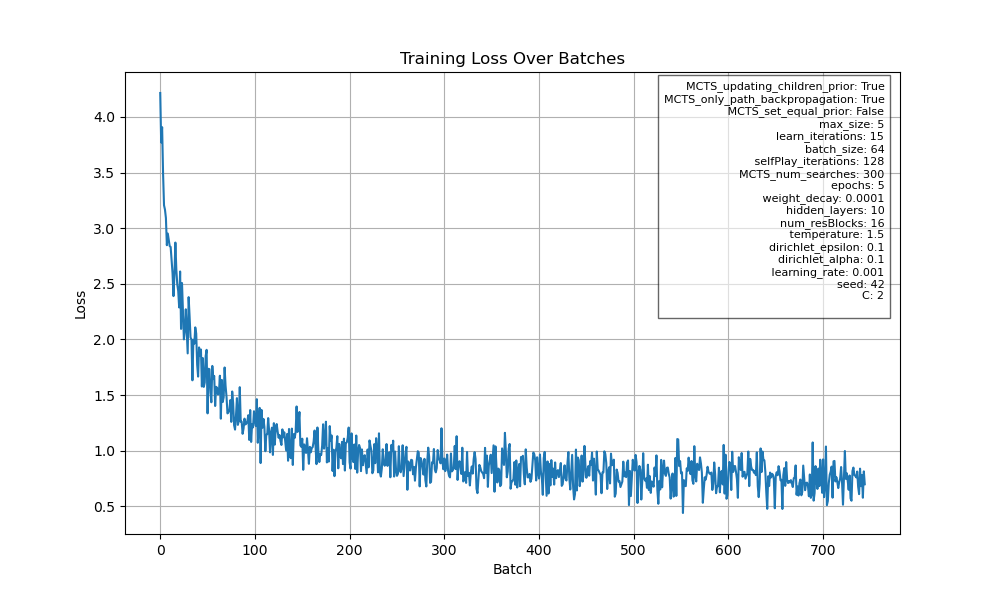 Training Loss Over Batches
MCTS_updating_children_prior: True
MCTS_only_path_backpropagation: True
MCTS_set_equal_prior: False
max_size: 5
learn_iterations: 15
batch_size: 64
selfPlay_iterations: 128
MCTS_num_searches: 300
epochs: 5
weight_decay: 0.0001
hidden_layers: 10
num_resBlocks: 16
temperature: 1.5
dirichlet_epsilon: 0.1
dirichlet_alpha: 0.1
learning_rate: 0.001
seed: 42
C: 2
Loss
4.0
3.5
3.0
2.5
2.0
1.5
1.0
0.5
0 100 200 300 400 500 600 700
Batch